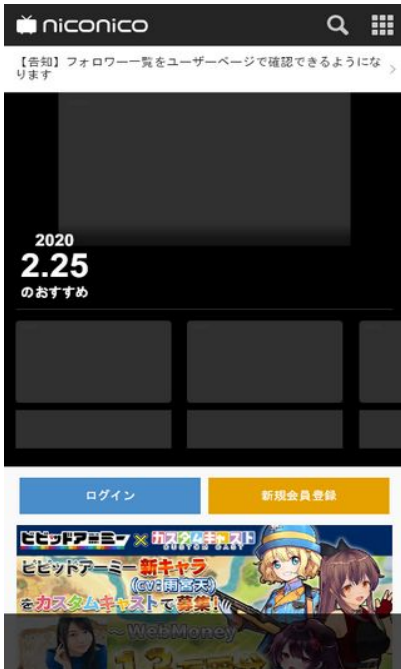 niconico
【告知】フォロワー一覧をユーザーページで確認できるようにな
ります
2020
2.25
のおすすめ
ログイン
新規会員登録
ビビットアーミー×カスタムキャスト
CUSTOM CAST
ビビットアーミー新キャラ
(CV:雨宮天)
をカスタムキャストで募集!
～WebMoney